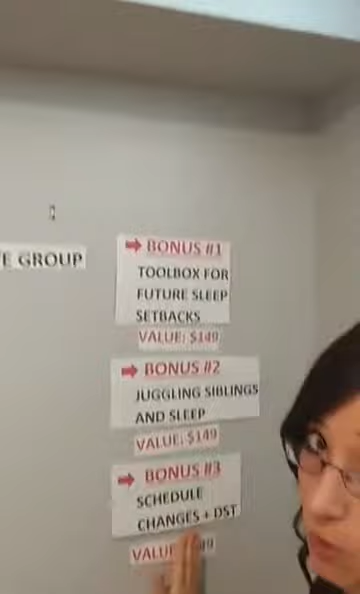 E GROUP
➡ BONUS #1
TOOLBOX FOR
FUTURE SLEEP
SETBACKS
VALUE: $149
➡ BONUS #2
JUGGLING SIBLINGS
AND SLEEP
VALUE: $149
➡ BONUS #3
SCHEDULE
CHANGES + DST
VALUE